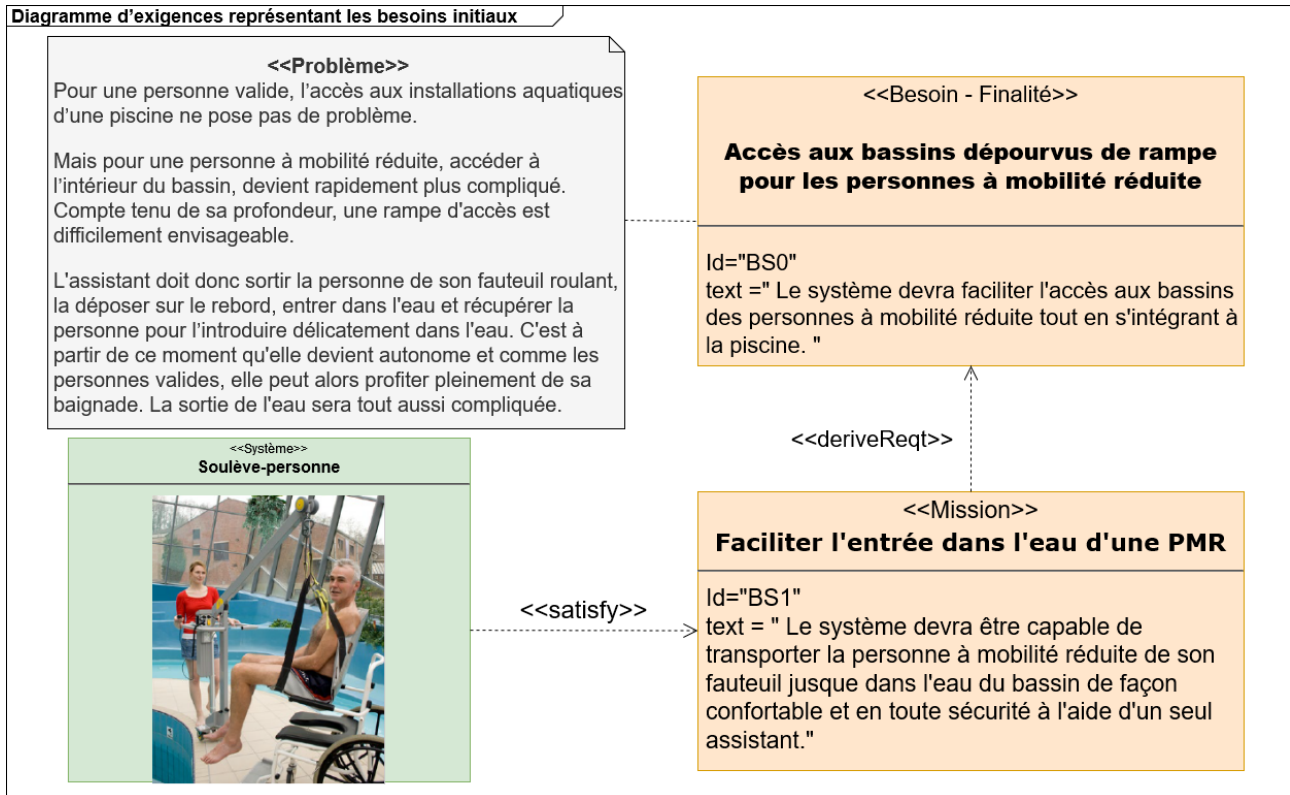 Diagramme d'exigences représentant les besoins initiaux
<<Problème>>
Pour une personne valide, l'accès aux installations aquatiques
d'une piscine ne pose pas de problème.
Mais pour une personne à mobilité réduite, accéder à
l'intérieur du bassin, devient rapidement plus compliqué.
Compte tenu de sa profondeur, une rampe d'accès est
difficilement envisageable.
L'assistant doit donc sortir la personne de son fauteuil roulant,
la déposer sur le rebord, entrer dans l'eau et récupérer la
personne pour l'introduire délicatement dans l'eau. C'est à
partir de ce moment qu'elle devient autonome et comme les
personnes valides, elle peut alors profiter pleinement de sa
baignade. La sortie de l'eau sera tout aussi compliquée.
<<Besoin - Finalité>>
Accès aux bassins dépourvus de rampe
pour les personnes à mobilité réduite
Id="BS0"
text =" Le système devra faciliter l'accès aux bassins
des personnes à mobilité réduite tout en s'intégrant à
la piscine. "
<<deriveReqt>>
<<Système>>
Soulève-personne
<<satisfy>>
<<Mission>>
Faciliter l'entrée dans l'eau d'une PMR
Id="BS1"
text = " Le système devra être capable de
transporter la personne à mobilité réduite de son
fauteuil jusque dans l'eau du bassin de façon
confortable et en toute sécurité à l'aide d'un seul
assistant."